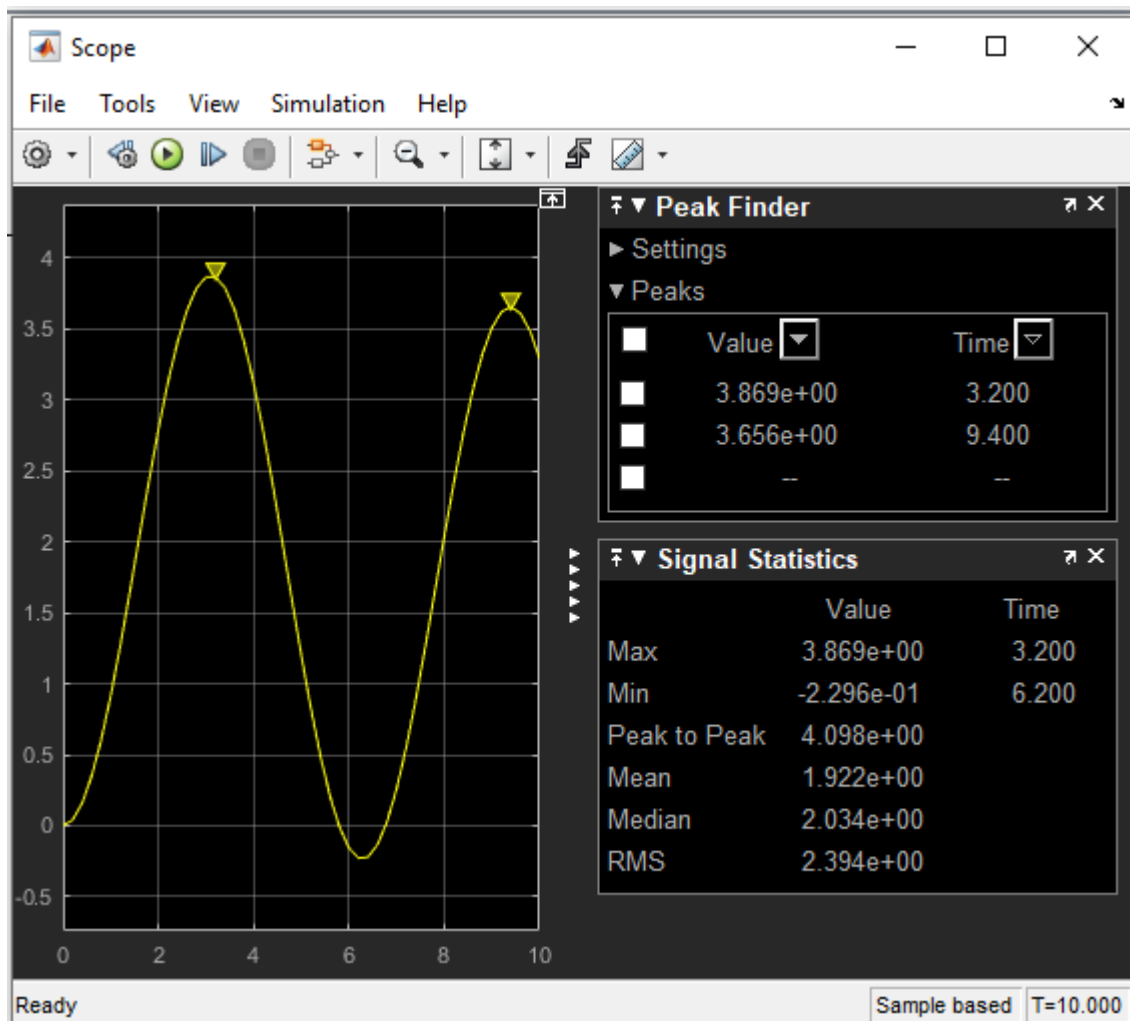 Scope
File Tools View Simulation Help
4
3.5
3
2.5
2
1.5
1
0.5
0
-0.5
0 2 4 6 8 10
Peak Finder
Settings
Peaks
Value Time
3.869e+00 3.200
3.656e+00 9.400
-- --
Signal Statistics
Value Time
Max 3.869e+00 3.200
Min -2.296e-01 6.200
Peak to Peak 4.098e+00
Mean 1.922e+00
Median 2.034e+00
RMS 2.394e+00
Ready Sample based T=10.000